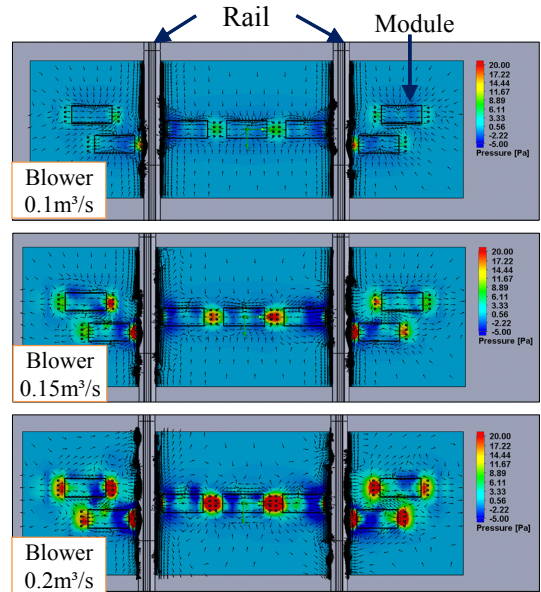 Rail
Module
20.00
17.22
14.44
11.67
8.89
6.11
3.33
0.56
-2.22
-5.00
Pressure [Pa]
Blower
0.1m³/s
20.00
17.22
14.44
11.67
8.89
6.11
3.33
0.56
-2.22
-5.00
Pressure [Pa]
Blower
0.15m³/s
20.00
17.22
14.44
11.67
8.89
6.11
3.33
0.56
-2.22
-5.00
Pressure [Pa]
Blower
0.2m³/s